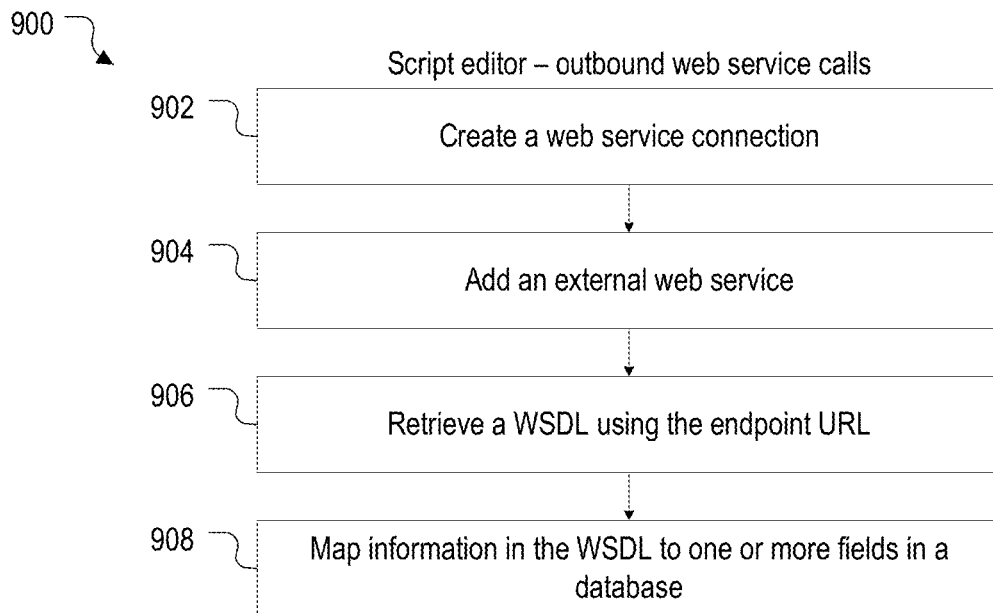 900
Script editor – outbound web service calls
902
Create a web service connection
904
Add an external web service
906
Retrieve a WSDL using the endpoint URL
908
Map information in the WSDL to one or more fields in a
database